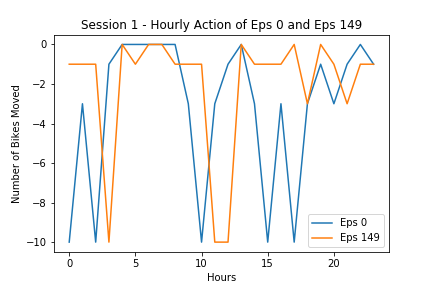 Session 1 - Hourly Action of Eps 0 and Eps 149
Number of Bikes Moved
0
−2
−4
−6
−8
−10
0 5 10 15 20
Hours
Eps 0
Eps 149